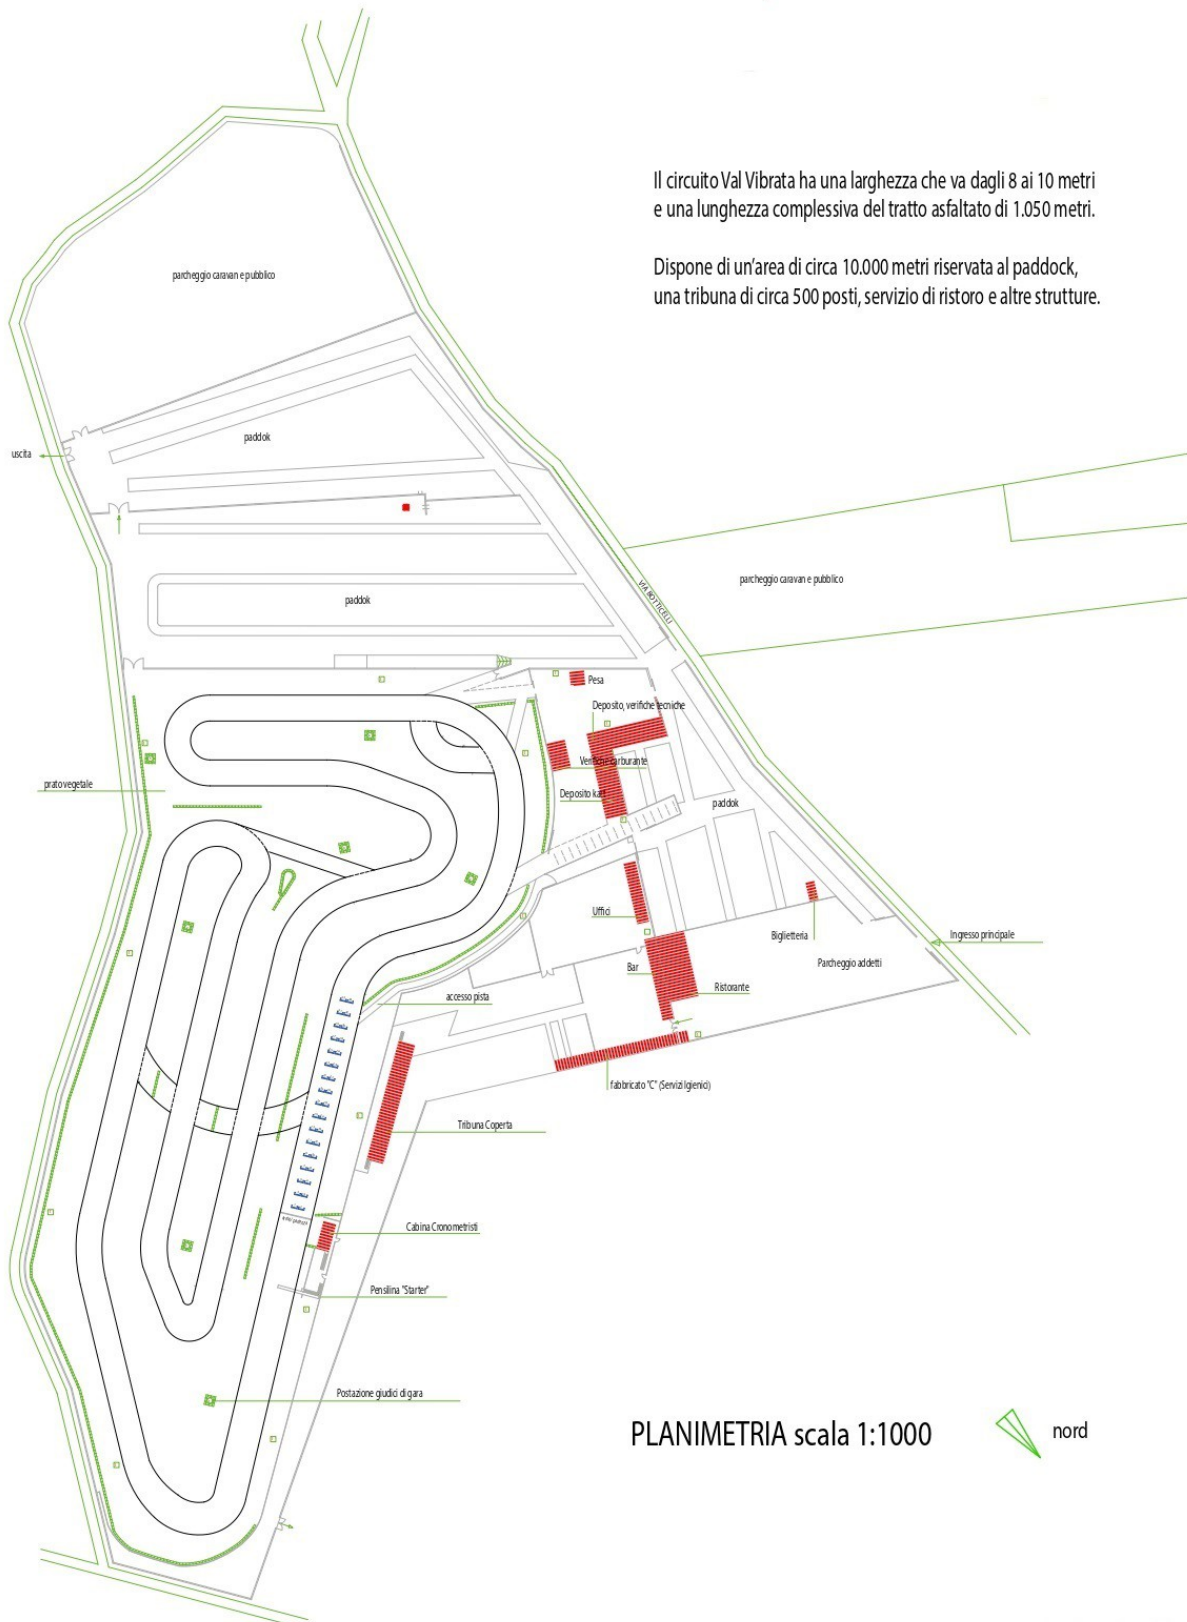 Il circuito Val Vibrata ha una larghezza che va dagli 8 ai 10 metri
e una lunghezza complessiva del tratto asfaltato di 1.050 metri.
Dispone di un'area di circa 10.000 metri riservata al paddock,
una tribuna di circa 500 posti, servizio di ristoro e altre strutture.
parcheggio caravan e pubblico
paddok
uscita
parcheggio caravan e pubblico
VIA BOTTICELLI
paddok
Pesa
Deposito, verifiche tecniche
Verifiche carburante
prato vegetale
Deposito kart
paddok
Uffici
Biglietteria
Ingresso principale
Bar
Parcheggio addetti
Ristorante
accesso pista
fabbricato "C" (Servizi Igienici)
Tribuna Coperta
Cabina Cronometristi
Pensilina "Starter"
Postazione giudici di gara
PLANIMETRIA scala 1:1000
nord